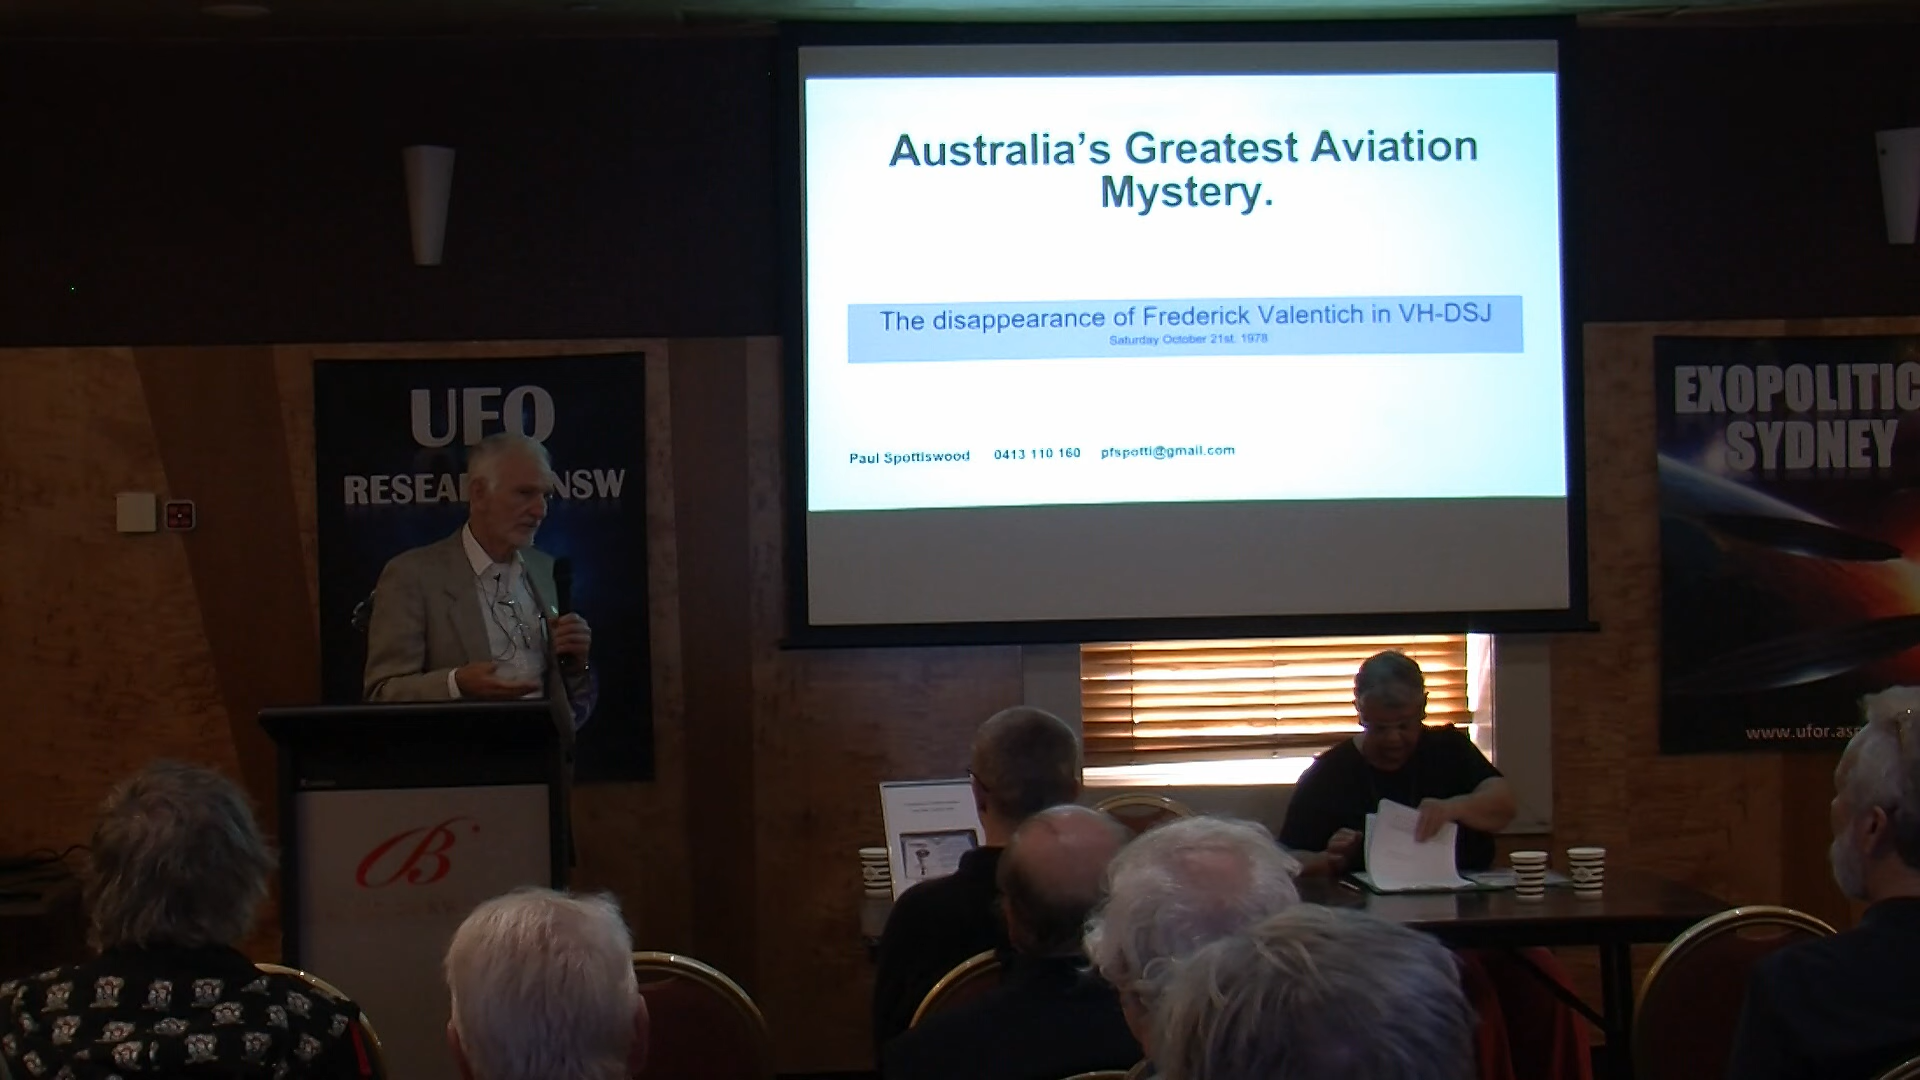 Australia’s Greatest Aviation
Mystery.
The disappearance of Frederick Valentich in VH-DSJ
Saturday October 21st. 1978
Paul Spottiswood 0413 110 160 pfspotti@gmail.com
UFO
NSW
EXOPOLITIC
SYDNEY
www.ufor.as
B